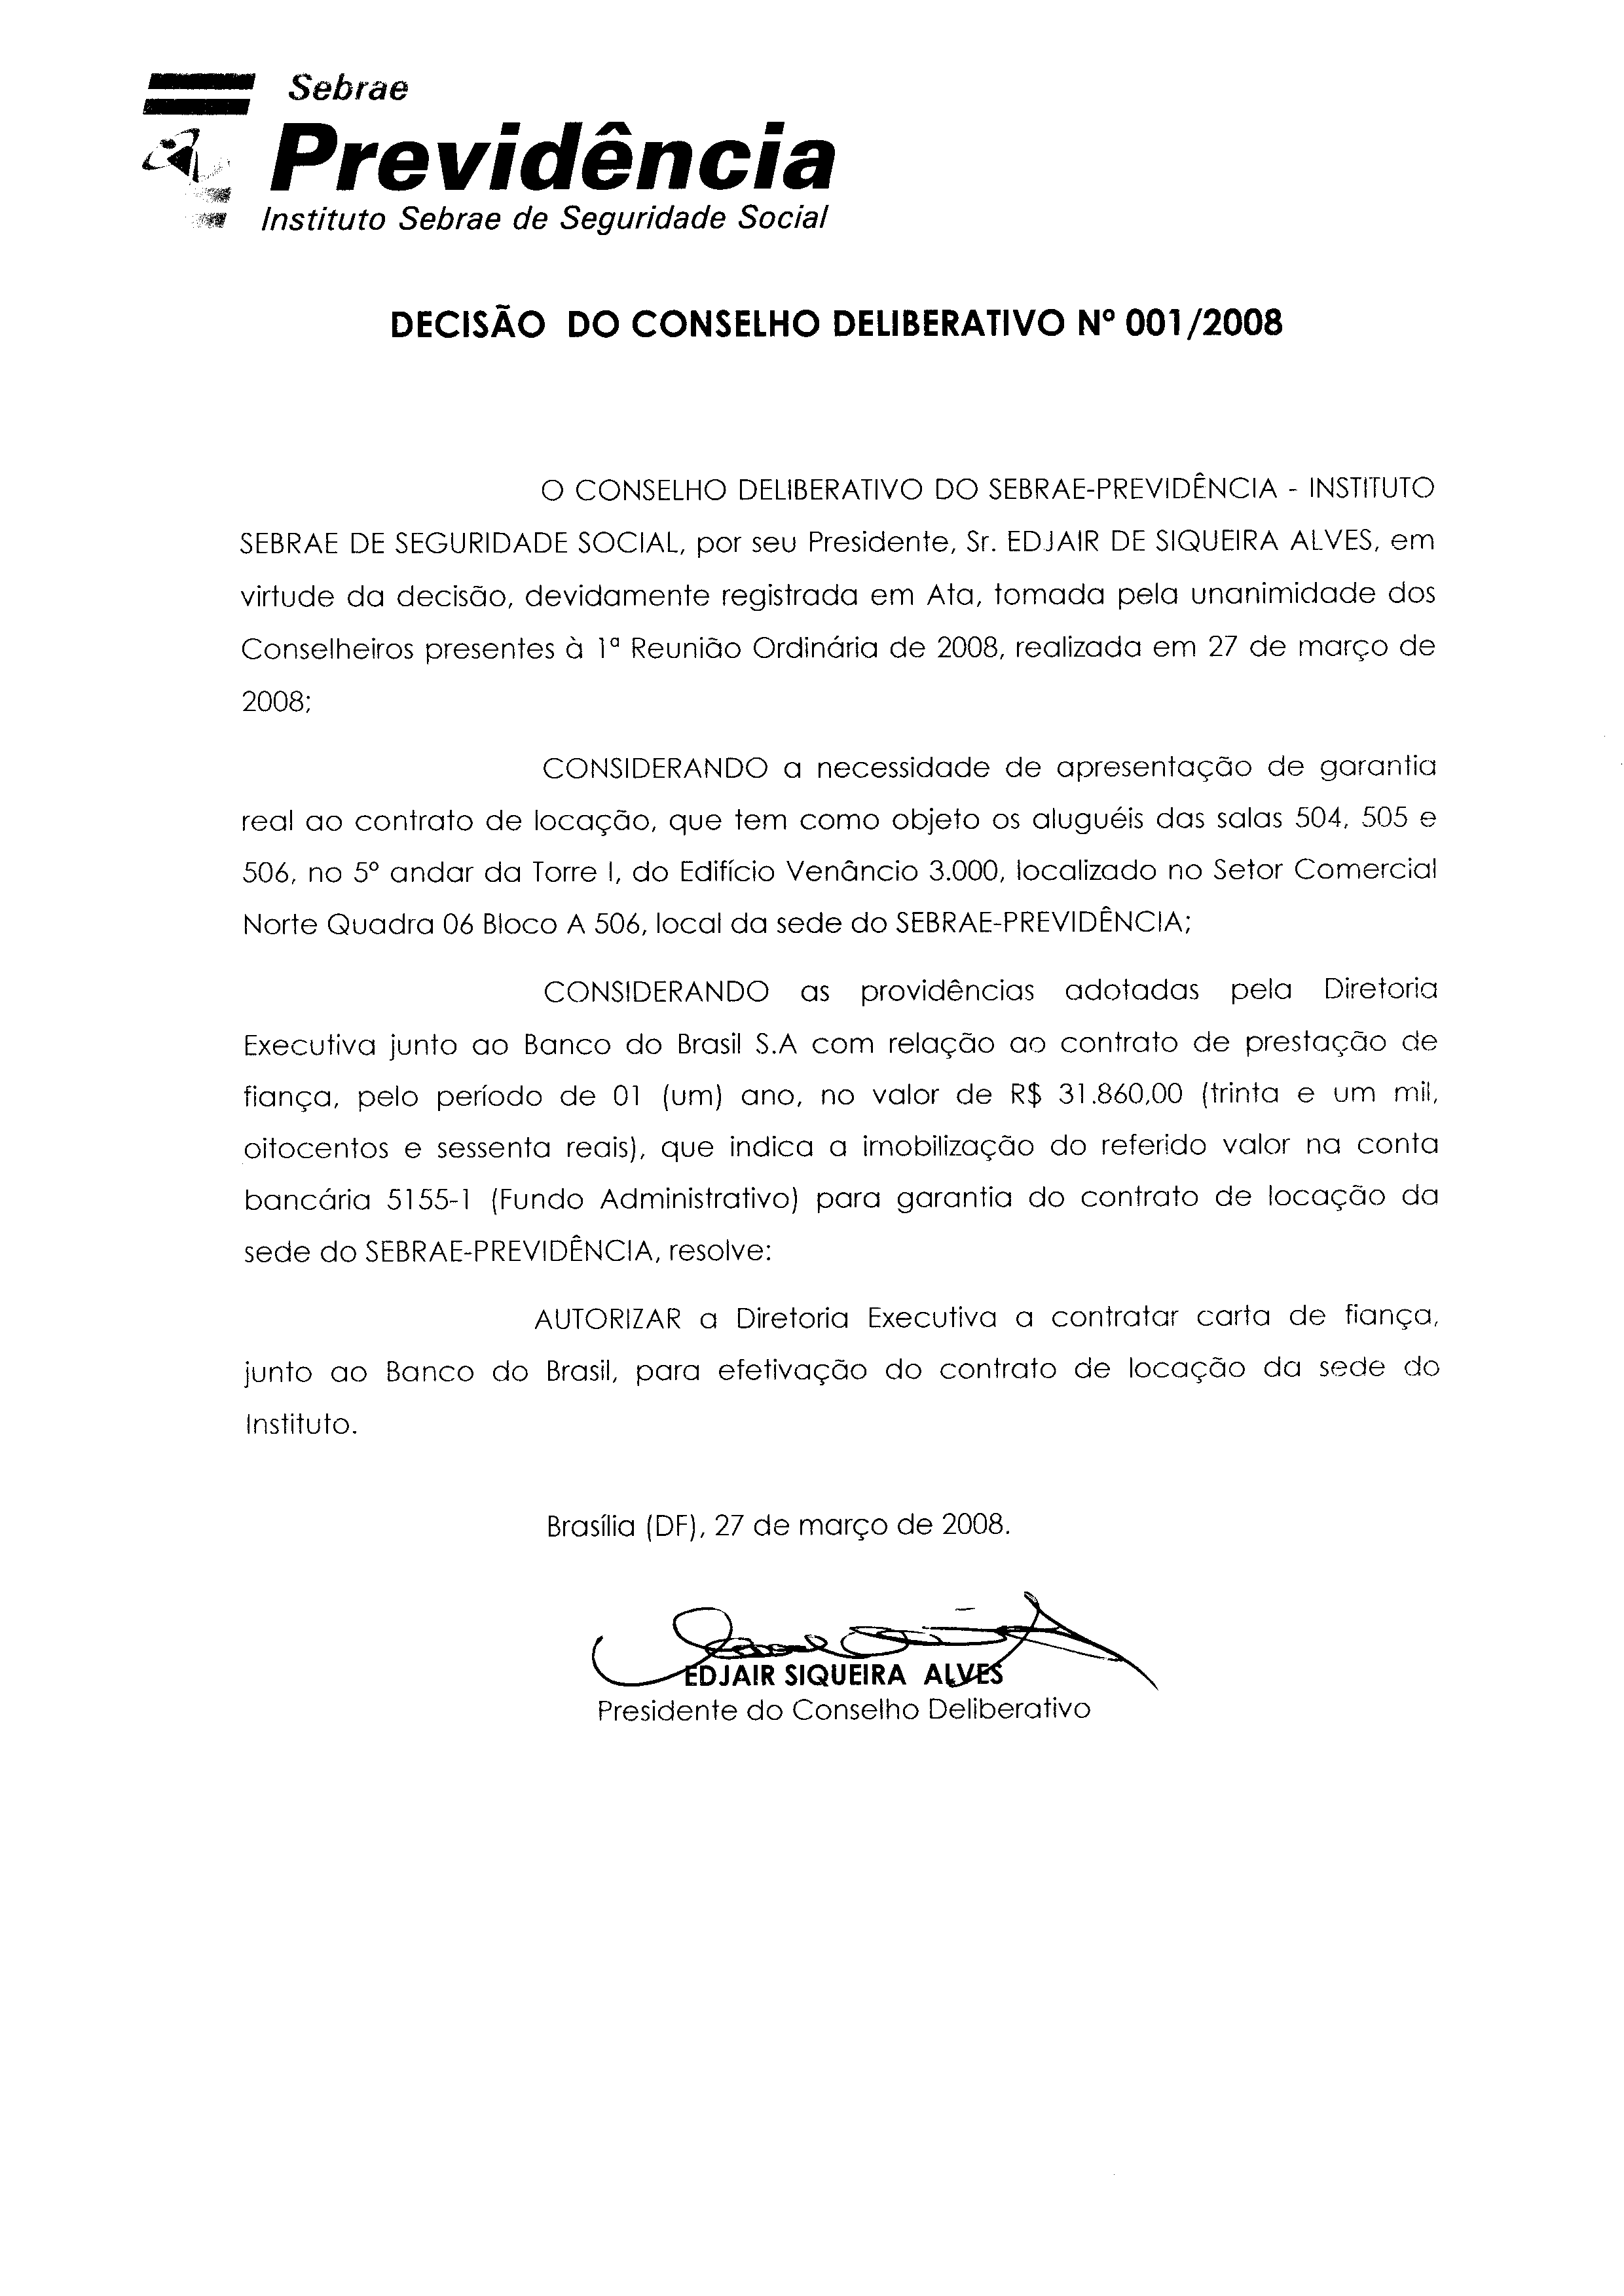 Sebrae
Previdência
Instituto Sebrae de Seguridade Social
DECISÃO DO CONSELHO DELIBERATIVO Nº 001/2008
O CONSELHO DELIBERATIVO DO SEBRAE-PREVIDÊNCIA - INSTITUTO
SEBRAE DE SEGURIDADE SOCIAL, por seu Presidente, Sr. EDJAIR DE SIQUEIRA ALVES, em
virtude da decisão, devidamente registrada em Ata, tomada pela unanimidade dos
Conselheiros presentes à 1ª Reunião Ordinária de 2008, realizada em 27 de março de
2008;
CONSIDERANDO a necessidade de apresentação de garantia
real ao contrato de locação, que tem como objeto os aluguéis das salas 504, 505 e
506, no 5º andar da Torre I, do Edifício Venâncio 3.000, localizado no Setor Comercial
Norte Quadra 06 Bloco A 506, local da sede do SEBRAE-PREVIDÊNCIA;
CONSIDERANDO as providências adotadas pela Diretoria
Executiva junto ao Banco do Brasil S.A com relação ao contrato de prestação de
fiança, pelo período de 01 (um) ano, no valor de R$ 31.860,00 (trinta e um mil,
oitocentos e sessenta reais), que indica a imobilização do referido valor na conta
bancária 5155-1 (Fundo Administrativo) para garantia do contrato de locação da
sede do SEBRAE-PREVIDÊNCIA, resolve:
AUTORIZAR a Diretoria Executiva a contratar carta de fiança,
junto ao Banco do Brasil, para efetivação do contrato de locação da sede do
Instituto.
Brasília (DF), 27 de março de 2008.
EDJAIR SIQUEIRA ALVES
Presidente do Conselho Deliberativo